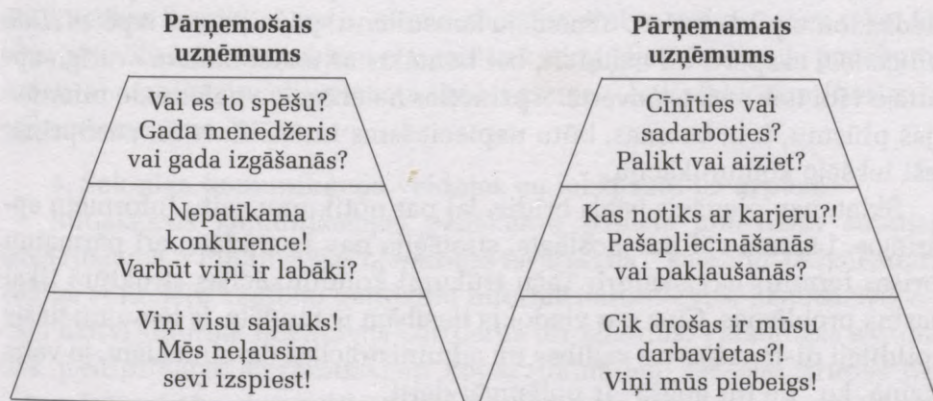 Pārņemošais
uzņēmums
Vai es to spēšu?
Gada menedžeris
vai gada izgāšanās?
Nepatikama
konkurence!
Varbūt viņi ir labāki?
Viņi visu sajauks!
Mēs neļausim
sevi izspiest!
Pārņemamais
uzņēmums
Cīnīties vai
sadarboties?
Palikt vai aiziet?
Kas notiks ar karjeru?!
Pašapliecināšanās
vai pakļaušanās?
Cik drošas ir mūsu
darbavietas?!
Viņi mūs piebeigs!